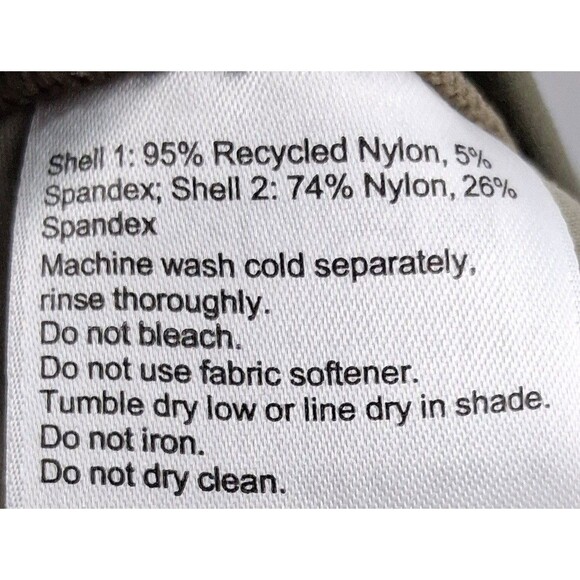 Shell 1: 95% Recycled Nylon, 5%
Spandex; Shell 2: 74% Nylon, 26%
Spandex
Machine wash cold separately,
rinse thoroughly.
Do not bleach.
Do not use fabric softener.
Tumble dry low or line dry in shade.
Do not iron.
Do not dry clean.